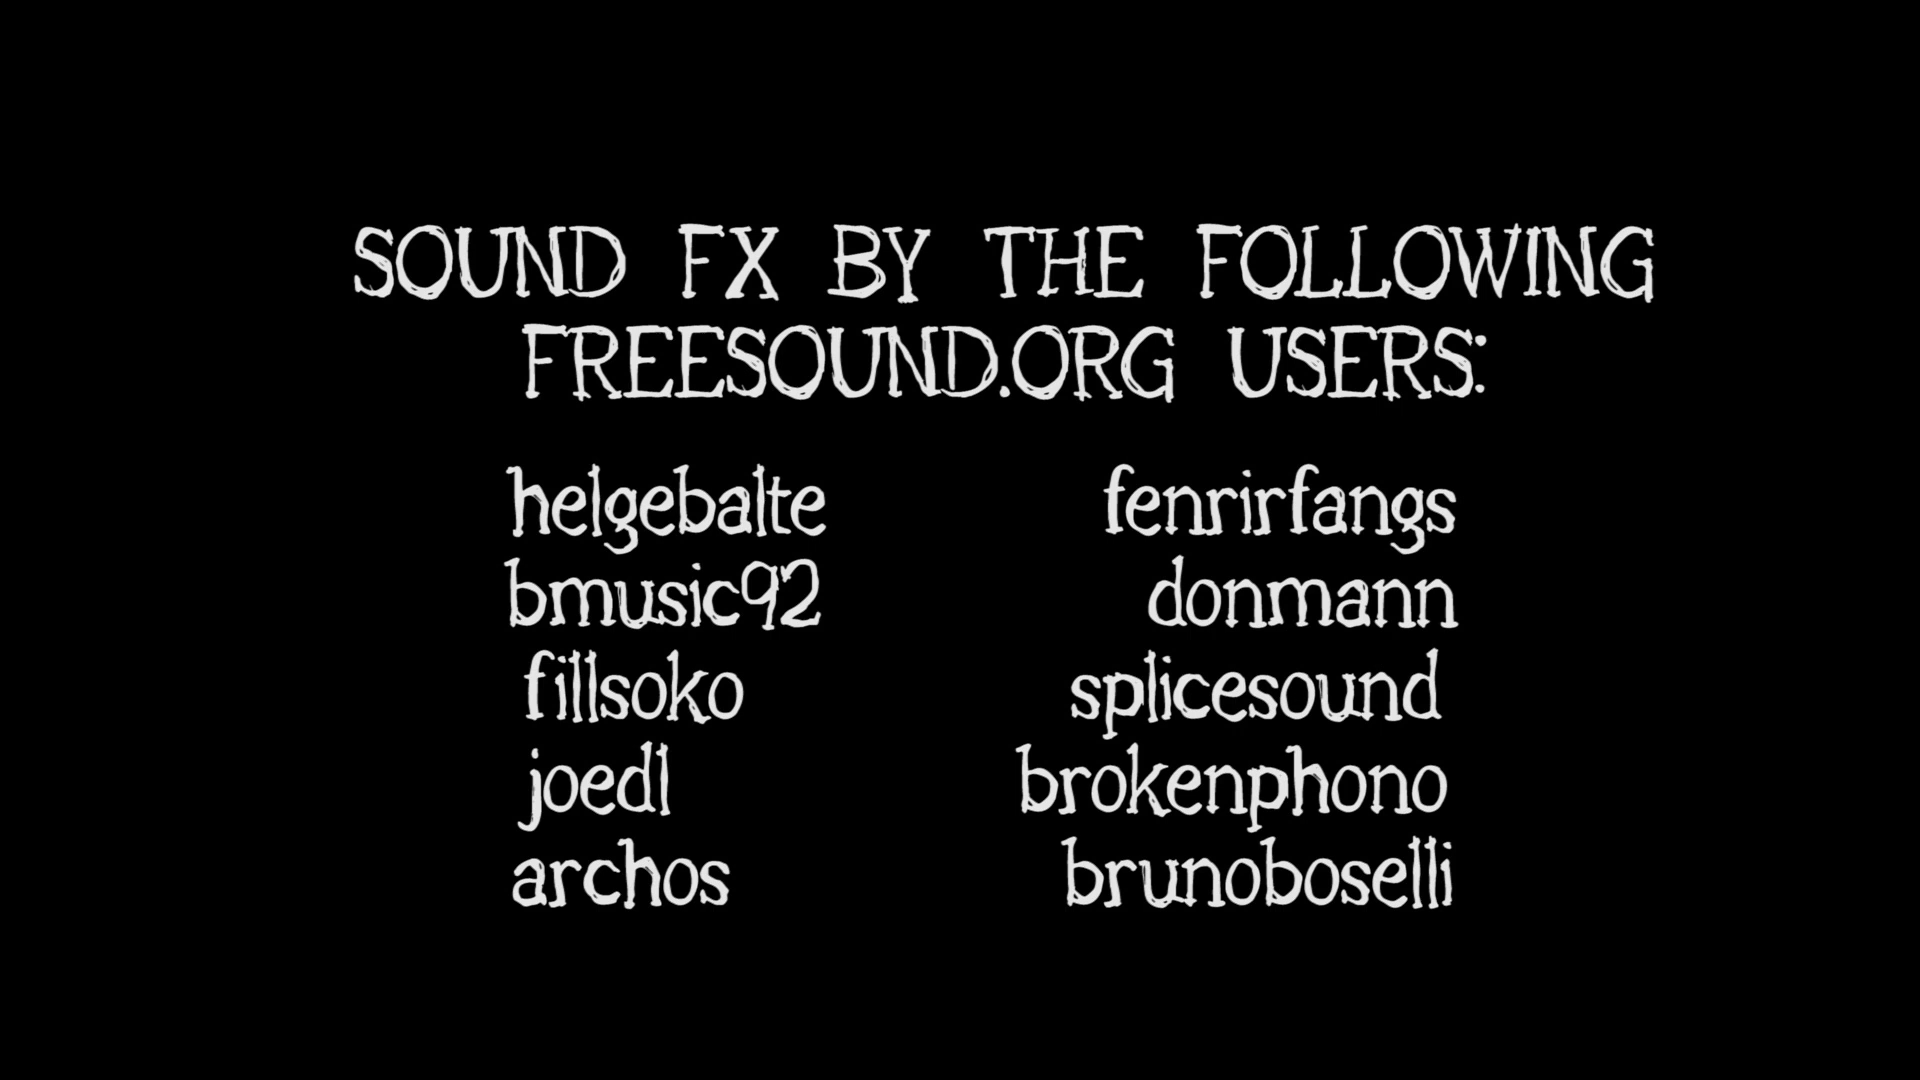 SOUND FX BY THE FOLLOWING
FREESOUND.ORG USERS:
helgebalte
bmusic92
fillsoko
joedl
archos
fenrirfangs
donmann
splicesound
brokenphono
brunoboselli